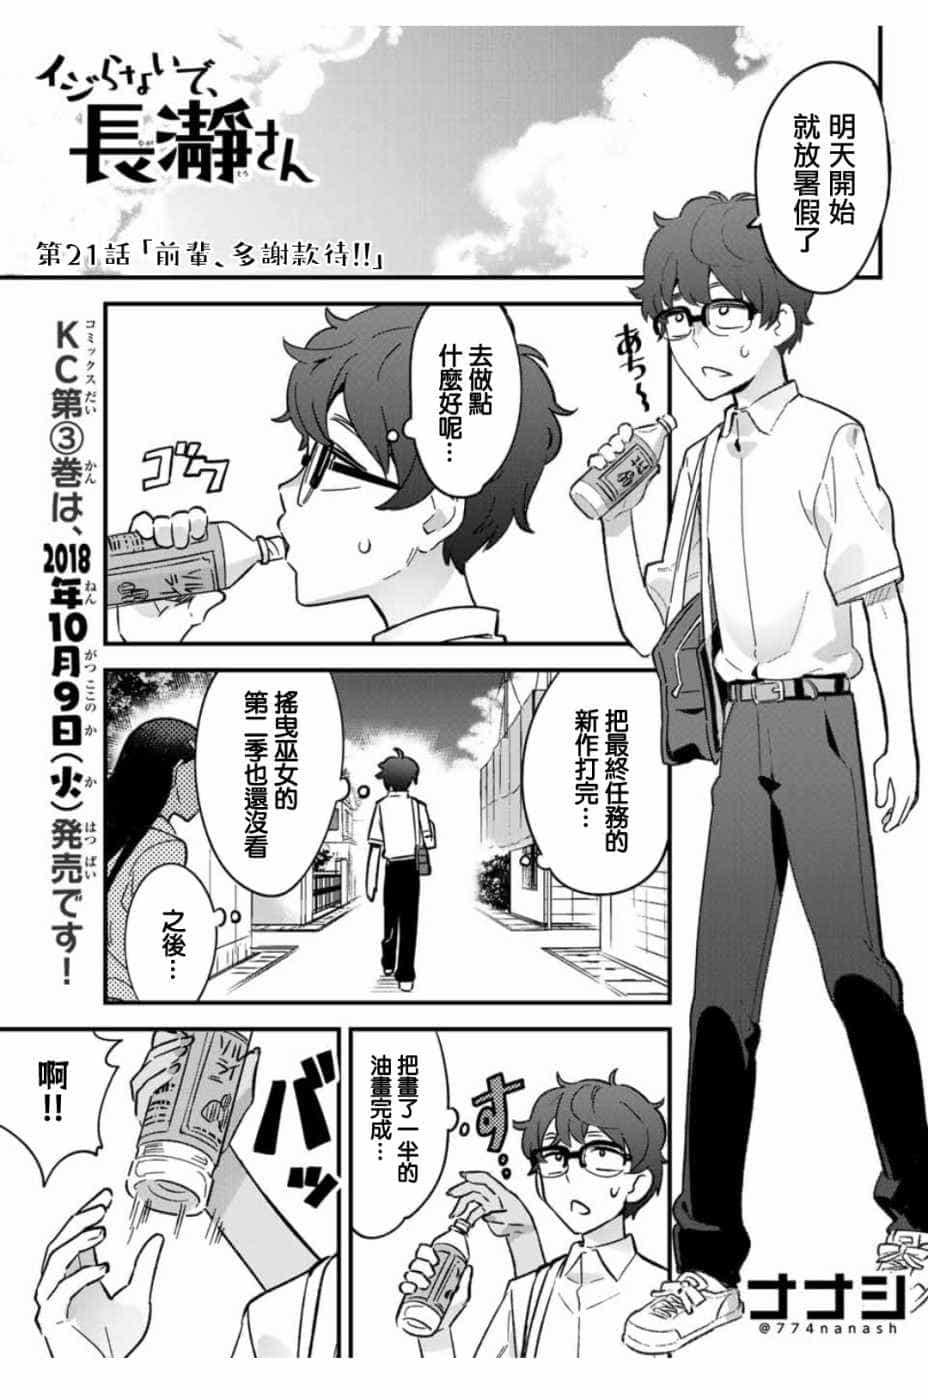 イジらないで、
長瀞さん
第21話「前輩、多謝款待!!」
明天開始
就放暑假了
あち〜
去做點
什麼好呢…
ゴク
KC第③巻は、2018年10月9日(火)発売です!
把最終任務的
新作打完…
搖曳巫女的
第二季也還沒看
之後…
把畫了一半的
油畫完成…
す…
バッ
啊!!
ナナシ
@774nanash